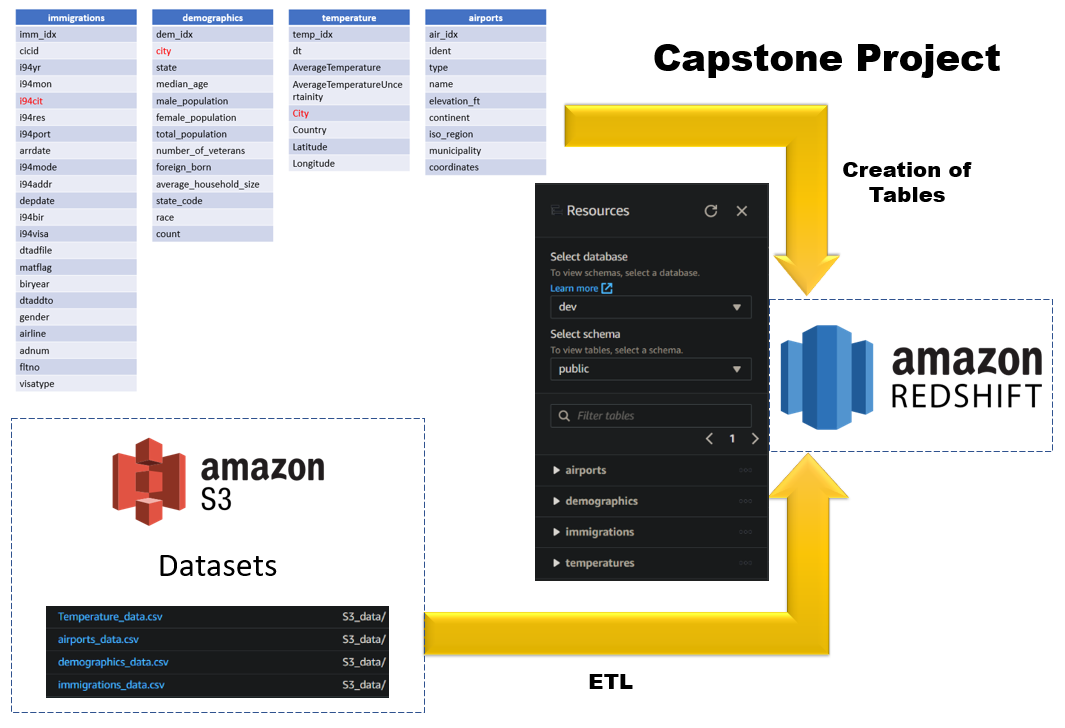 immigrations
imm_idx
cicid
i94yr
i94mon
i94cit
i94res
i94port
arrdate
i94mode
i94addr
depdate
i94bir
i94visa
dtadfile
matflag
biryear
dtaddto
gender
airline
adnum
fltno
visatype
demographics
dem_idx
city
state
median_age
male_population
female_population
total_population
number_of_veterans
foreign_born
average_household_size
state_code
race
count
temperature
temp_idx
dt
AverageTemperature
AverageTemperatureUnce
rtainity
City
Country
Latitude
Longitude
airports
air_idx
ident
type
name
elevation_ft
continent
iso_region
municipality
coordinates
Capstone Project
Creation of
Tables
Resources
Select database
To view schemas, select a database.
Learn more
dev
Select schema
To view tables, select a schema.
public
Filter tables
1
airports
demographics
immigrations
temperatures
amazon
REDSHIFT
amazon
S3
Datasets
Temperature_data.csv S3_data/
airports_data.csv S3_data/
demographics_data.csv S3_data/
immigrations_data.csv S3_data/
ETL